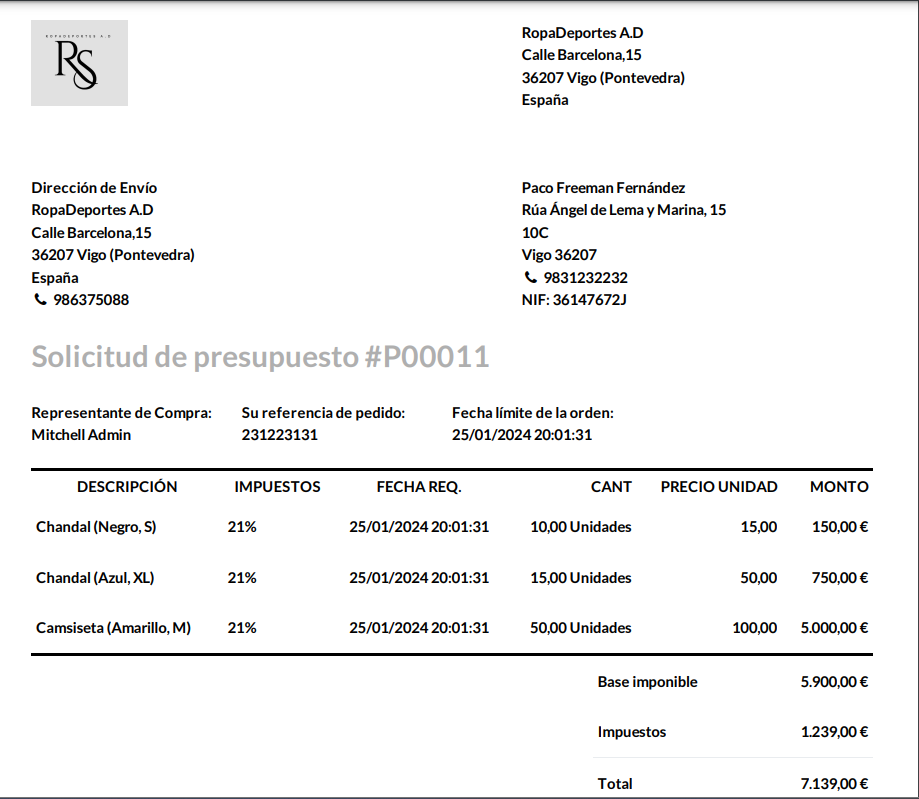 ROPADEPORTES A.D
RS
RopaDeportes A.D
Calle Barcelona,15
36207 Vigo (Pontevedra)
España
Dirección de Envío
RopaDeportes A.D
Calle Barcelona,15
36207 Vigo (Pontevedra)
España
986375088
Paco Freeman Fernández
Rúa Ángel de Lema y Marina, 15
10C
Vigo 36207
9831232232
NIF: 36147672J
Solicitud de presupuesto #P00011
Representante de Compra: Su referencia de pedido: Fecha límite de la orden:
Mitchell Admin 231223131 25/01/2024 20:01:31
DESCRIPCIÓN IMPUESTOS FECHA REQ. CANT PRECIO UNIDAD MONTO
Chandal (Negro, S) 21% 25/01/2024 20:01:31 10,00 Unidades 15,00 150,00 €
Chandal (Azul, XL) 21% 25/01/2024 20:01:31 15,00 Unidades 50,00 750,00 €
Camsiseta (Amarillo, M) 21% 25/01/2024 20:01:31 50,00 Unidades 100,00 5.000,00 €
Base imponible 5.900,00 €
Impuestos 1.239,00 €
Total 7.139,00 €